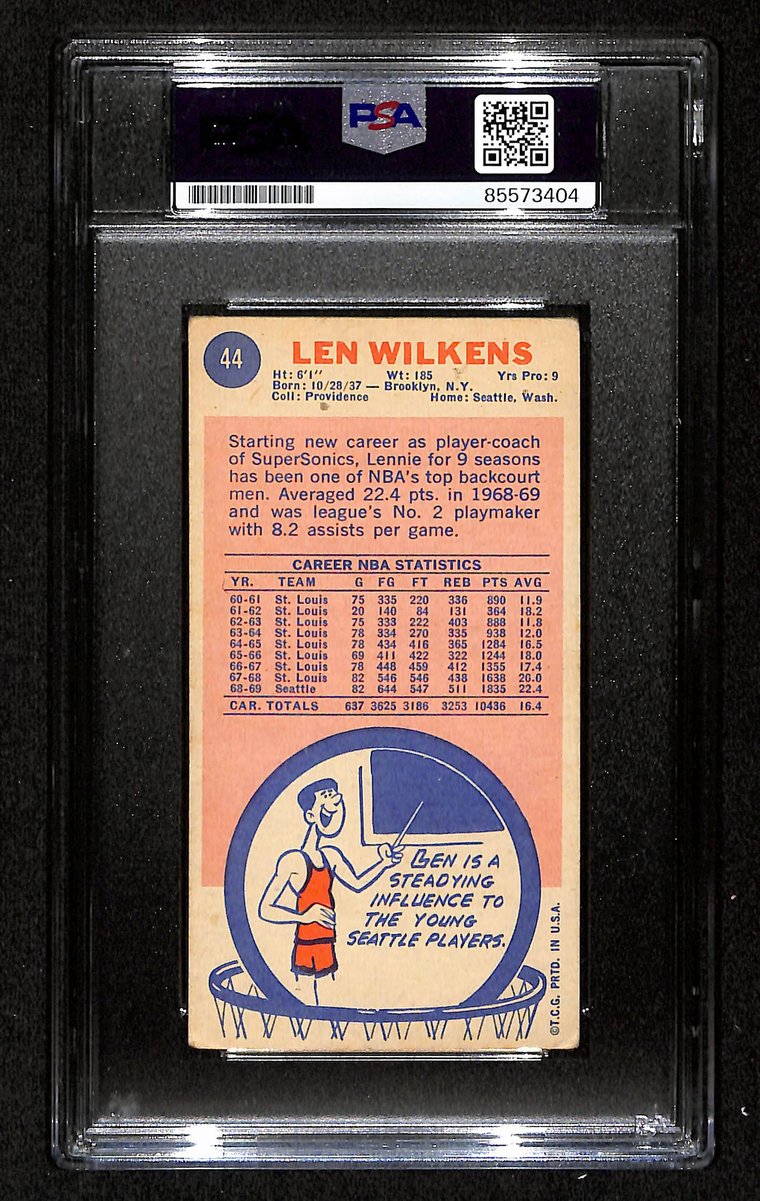 PSA
85573404
44
LEN WILKENS
Ht: 6'1" Wt: 185 Yrs Pro: 9
Born: 10/28/37 — Brooklyn, N.Y.
Coll: Providence Home: Seattle, Wash.
Starting new career as player-coach
of SuperSonics, Lennie for 9 seasons
has been one of NBA's top backcourt
men. Averaged 22.4 pts. in 1968-69
and was league's No. 2 playmaker
with 8.2 assists per game.
CAREER NBA STATISTICS
YR. TEAM G FG FT REB PTS AVG
60-61 St. Louis 75 335 220 336 890 11.9
61-62 St. Louis 20 140 84 131 364 18.2
62-63 St. Louis 75 333 222 403 888 11.8
63-64 St. Louis 78 334 270 335 938 12.0
64-65 St. Louis 78 434 416 365 1284 16.5
65-66 St. Louis 69 411 422 322 1244 18.0
66-67 St. Louis 78 448 459 412 1355 17.4
67-68 St. Louis 82 546 546 438 1638 20.0
68-69 Seattle 82 644 547 511 1835 22.4
CAR. TOTALS 637 3625 3186 3253 10436 16.4
LEN IS A
STEADYING
INFLUENCE TO
THE YOUNG
SEATTLE PLAYERS.
©T.C.G. PRTD. IN U.S.A.